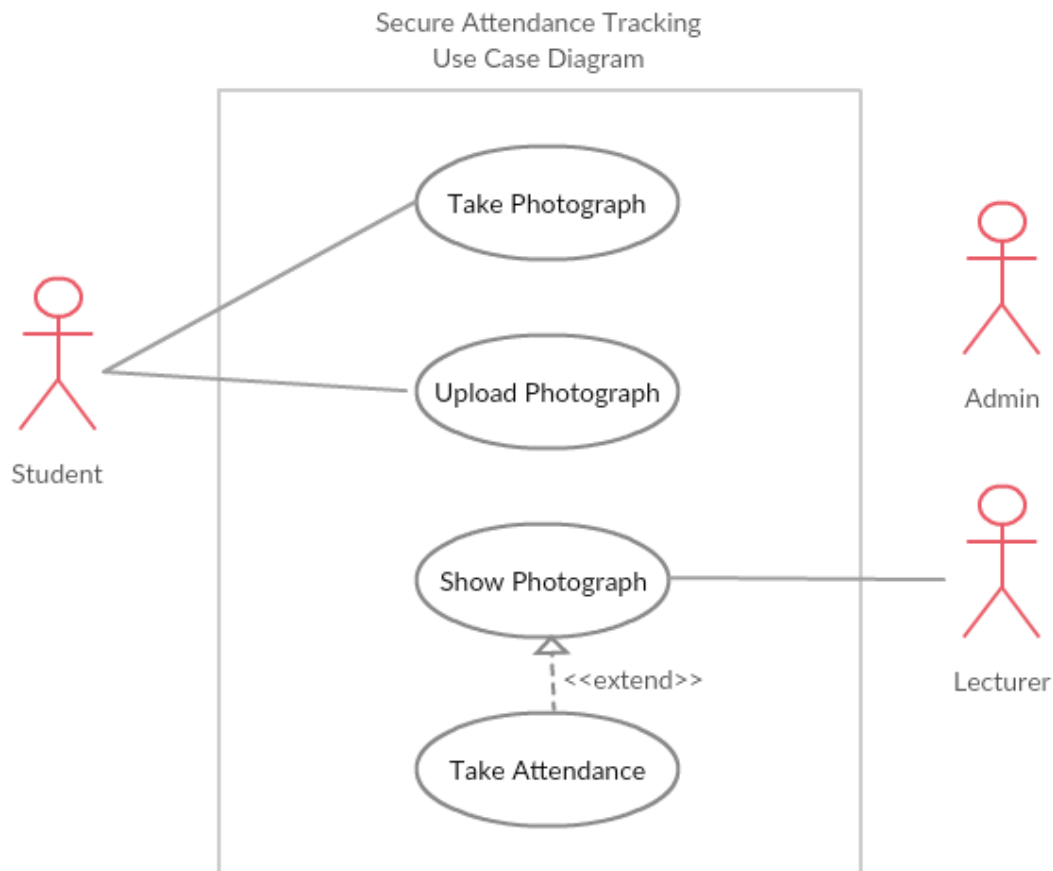 Secure Attendance Tracking
Use Case Diagram
Take Photograph
Admin
Upload Photograph
Student
Show Photograph
Lecturer
<<extend>>
Take Attendance